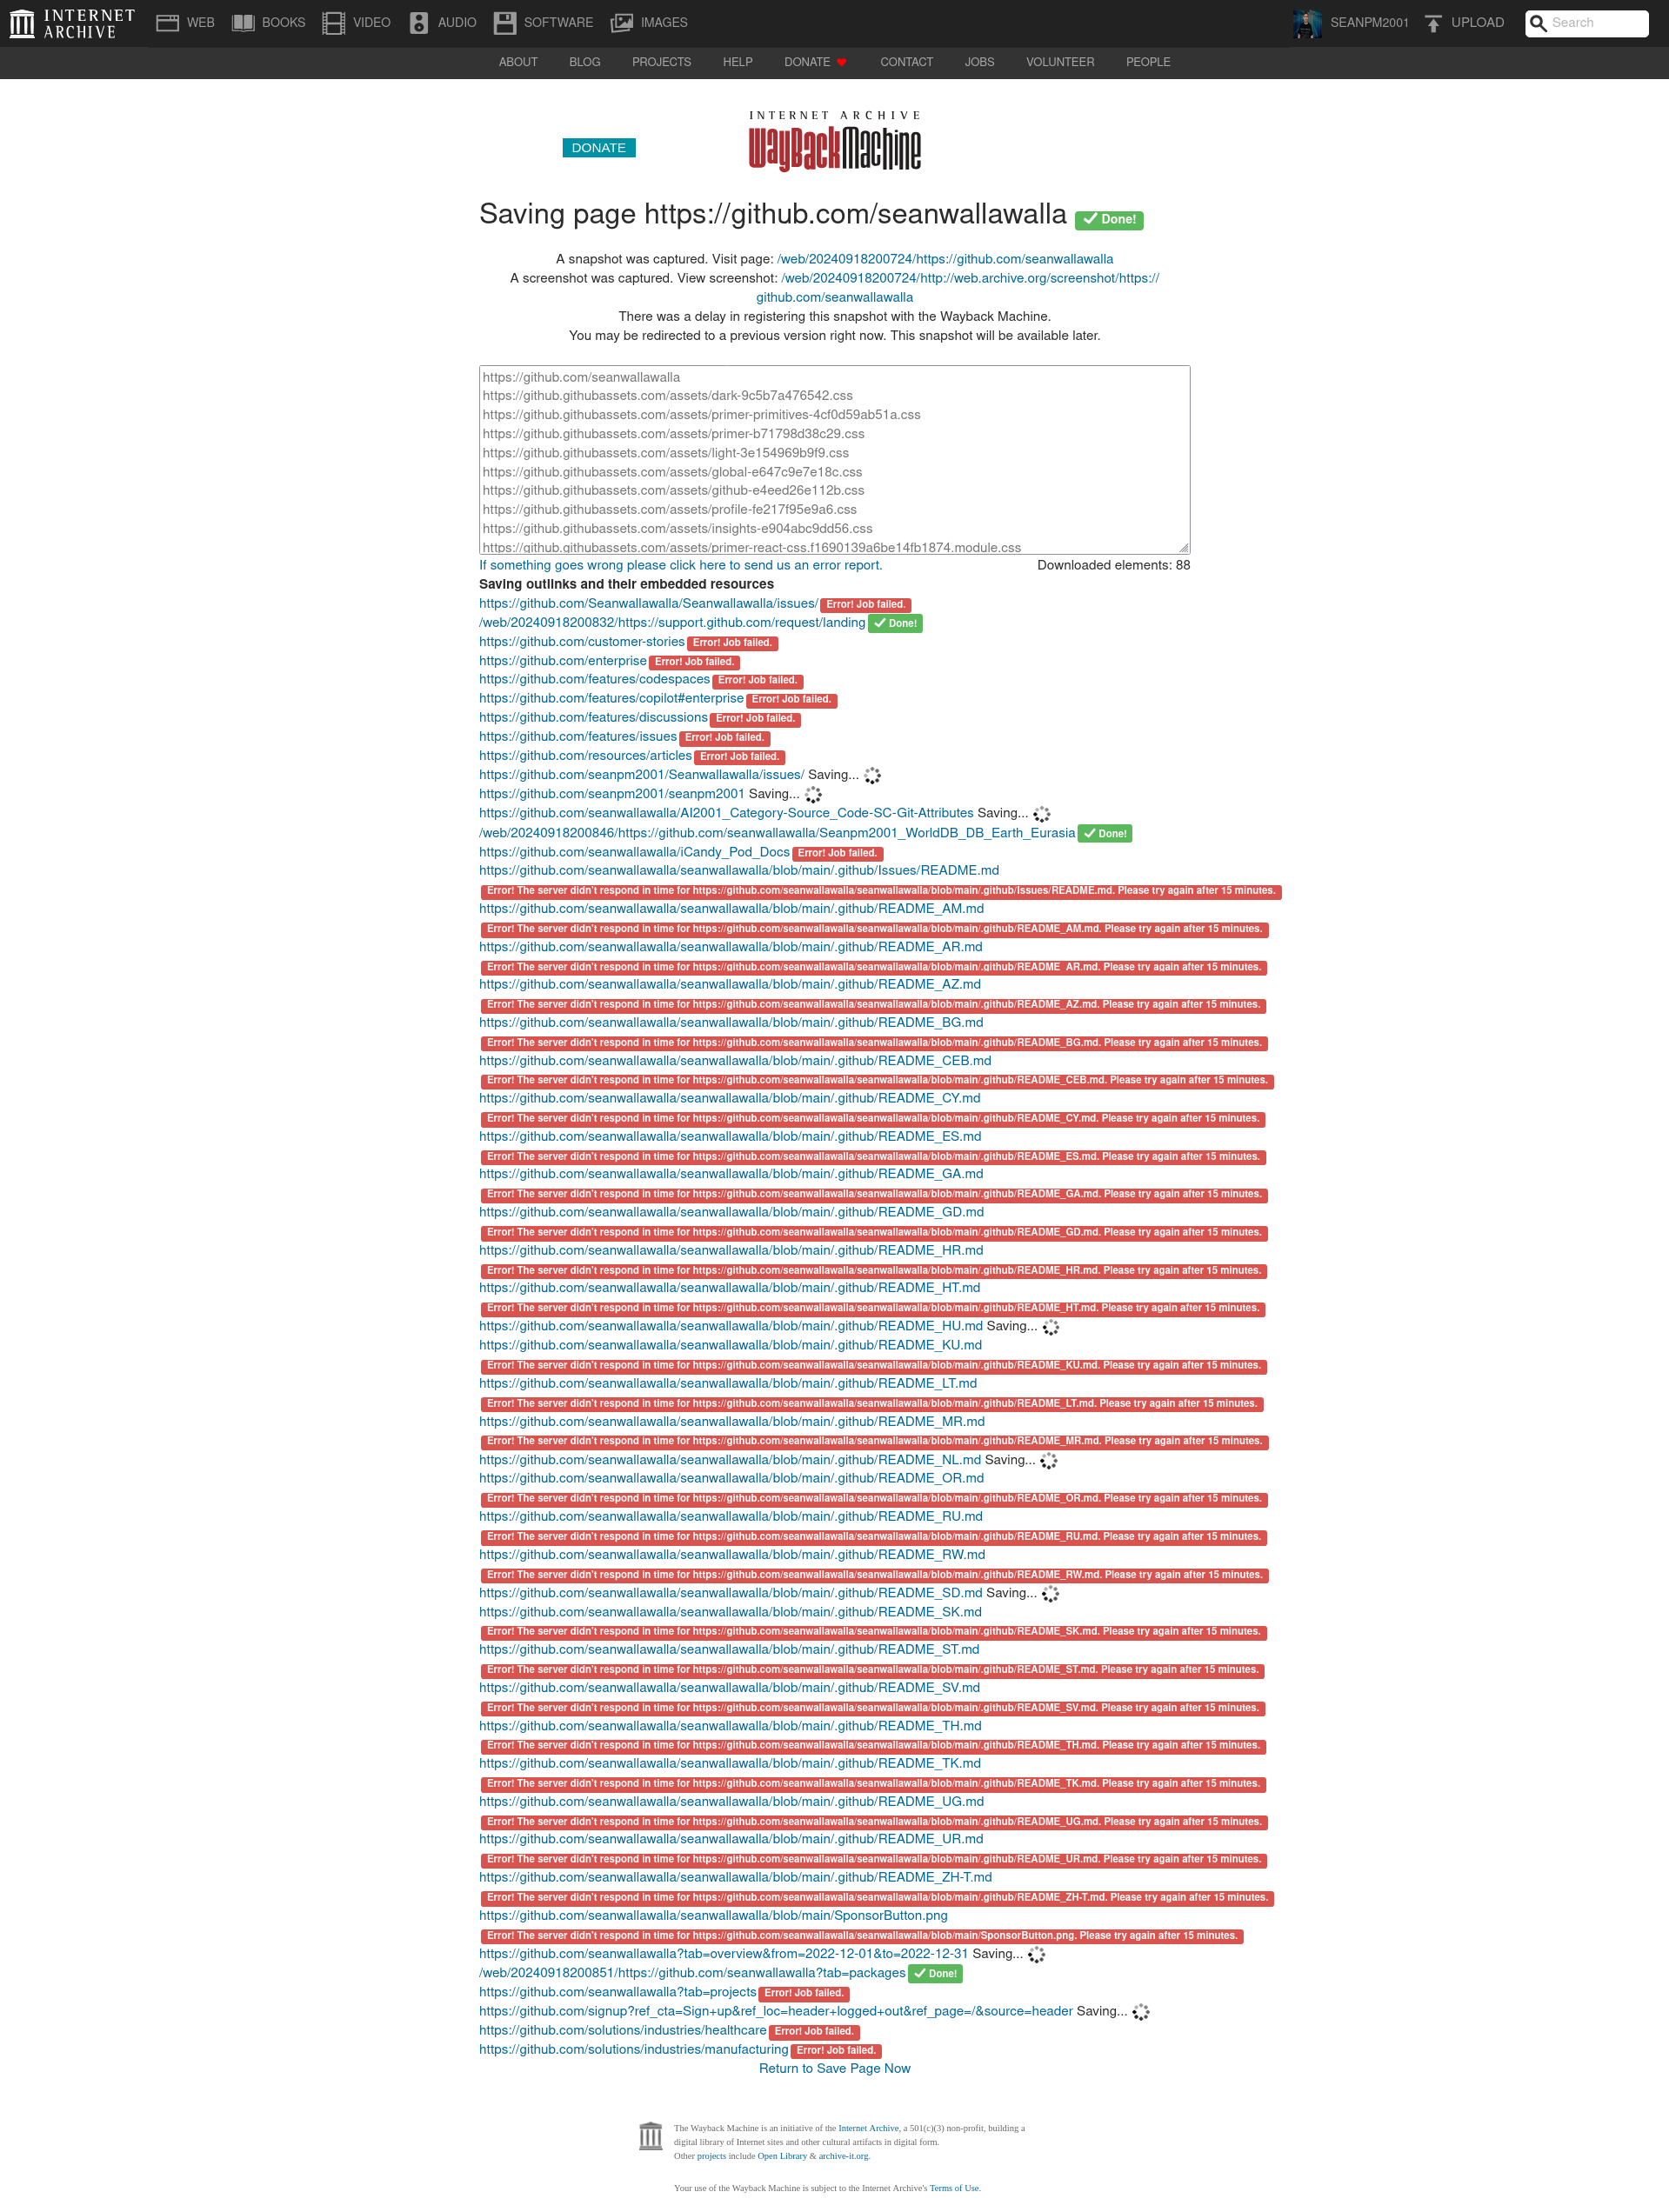 INTERNET ARCHIVE WEB BOOKS VIDEO AUDIO SOFTWARE IMAGES SEANPM2001 UPLOAD Search
ABOUT BLOG PROJECTS HELP DONATE CONTACT JOBS VOLUNTEER PEOPLE
INTERNET ARCHIVE
DONATE WayBackMachine
Saving page https://github.com/seanwallawalla Done!
A snapshot was captured. Visit page: /web/20240918200724/https://github.com/seanwallawalla
A screenshot was captured. View screenshot: /web/20240918200724/http://web.archive.org/screenshot/https://
github.com/seanwallawalla
There was a delay in registering this snapshot with the Wayback Machine.
You may be redirected to a previous version right now. This snapshot will be available later.
https://github.com/seanwallawalla
https://github.githubassets.com/assets/dark-9c5b7a476542.css
https://github.githubassets.com/assets/primer-primitives-4cf0d59ab51a.css
https://github.githubassets.com/assets/primer-b71798d38c29.css
https://github.githubassets.com/assets/light-3e154969b9f9.css
https://github.githubassets.com/assets/global-e647c9e7e18c.css
https://github.githubassets.com/assets/github-e4eed26e112b.css
https://github.githubassets.com/assets/profile-fe217f95e9a6.css
https://github.githubassets.com/assets/insights-e904abc9dd56.css
https://github.githubassets.com/assets/primer-react-css.f1690139a6be14fb1874.module.css
If something goes wrong please click here to send us an error report. Downloaded elements: 88
Saving outlinks and their embedded resources
https://github.com/Seanwallawalla/Seanwallawalla/issues/ Error! Job failed.
/web/20240918200832/https://support.github.com/request/landing Done!
https://github.com/customer-stories Error! Job failed.
https://github.com/enterprise Error! Job failed.
https://github.com/features/codespaces Error! Job failed.
https://github.com/features/copilot#enterprise Error! Job failed.
https://github.com/features/discussions Error! Job failed.
https://github.com/features/issues Error! Job failed.
https://github.com/resources/articles Error! Job failed.
https://github.com/seanpm2001/Seanwallawalla/issues/ Saving...
https://github.com/seanpm2001/seanpm2001 Saving...
https://github.com/seanwallawalla/AI2001_Category-Source_Code-SC-Git-Attributes Saving...
/web/20240918200846/https://github.com/seanwallawalla/Seanpm2001_WorldDB_DB_Earth_Eurasia Done!
https://github.com/seanwallawalla/iCandy_Pod_Docs Error! Job failed.
https://github.com/seanwallawalla/seanwallawalla/blob/main/.github/Issues/README.md
Error! The server didn't respond in time for https://github.com/seanwallawalla/seanwallawalla/blob/main/.github/Issues/README.md. Please try again after 15 minutes.
https://github.com/seanwallawalla/seanwallawalla/blob/main/.github/README_AM.md
Error! The server didn't respond in time for https://github.com/seanwallawalla/seanwallawalla/blob/main/.github/README_AM.md. Please try again after 15 minutes.
https://github.com/seanwallawalla/seanwallawalla/blob/main/.github/README_AR.md
Error! The server didn't respond in time for https://github.com/seanwallawalla/seanwallawalla/blob/main/.github/README_AR.md. Please try again after 15 minutes.
https://github.com/seanwallawalla/seanwallawalla/blob/main/.github/README_AZ.md
Error! The server didn't respond in time for https://github.com/seanwallawalla/seanwallawalla/blob/main/.github/README_AZ.md. Please try again after 15 minutes.
https://github.com/seanwallawalla/seanwallawalla/blob/main/.github/README_BG.md
Error! The server didn't respond in time for https://github.com/seanwallawalla/seanwallawalla/blob/main/.github/README_BG.md. Please try again after 15 minutes.
https://github.com/seanwallawalla/seanwallawalla/blob/main/.github/README_CEB.md
Error! The server didn't respond in time for https://github.com/seanwallawalla/seanwallawalla/blob/main/.github/README_CEB.md. Please try again after 15 minutes.
https://github.com/seanwallawalla/seanwallawalla/blob/main/.github/README_CY.md
Error! The server didn't respond in time for https://github.com/seanwallawalla/seanwallawalla/blob/main/.github/README_CY.md. Please try again after 15 minutes.
https://github.com/seanwallawalla/seanwallawalla/blob/main/.github/README_ES.md
Error! The server didn't respond in time for https://github.com/seanwallawalla/seanwallawalla/blob/main/.github/README_ES.md. Please try again after 15 minutes.
https://github.com/seanwallawalla/seanwallawalla/blob/main/.github/README_GA.md
Error! The server didn't respond in time for https://github.com/seanwallawalla/seanwallawalla/blob/main/.github/README_GA.md. Please try again after 15 minutes.
https://github.com/seanwallawalla/seanwallawalla/blob/main/.github/README_GD.md
Error! The server didn't respond in time for https://github.com/seanwallawalla/seanwallawalla/blob/main/.github/README_GD.md. Please try again after 15 minutes.
https://github.com/seanwallawalla/seanwallawalla/blob/main/.github/README_HR.md
Error! The server didn't respond in time for https://github.com/seanwallawalla/seanwallawalla/blob/main/.github/README_HR.md. Please try again after 15 minutes.
https://github.com/seanwallawalla/seanwallawalla/blob/main/.github/README_HT.md
Error! The server didn't respond in time for https://github.com/seanwallawalla/seanwallawalla/blob/main/.github/README_HT.md. Please try again after 15 minutes.
https://github.com/seanwallawalla/seanwallawalla/blob/main/.github/README_HU.md Saving...
https://github.com/seanwallawalla/seanwallawalla/blob/main/.github/README_KU.md
Error! The server didn't respond in time for https://github.com/seanwallawalla/seanwallawalla/blob/main/.github/README_KU.md. Please try again after 15 minutes.
https://github.com/seanwallawalla/seanwallawalla/blob/main/.github/README_LT.md
Error! The server didn't respond in time for https://github.com/seanwallawalla/seanwallawalla/blob/main/.github/README_LT.md. Please try again after 15 minutes.
https://github.com/seanwallawalla/seanwallawalla/blob/main/.github/README_MR.md
Error! The server didn't respond in time for https://github.com/seanwallawalla/seanwallawalla/blob/main/.github/README_MR.md. Please try again after 15 minutes.
https://github.com/seanwallawalla/seanwallawalla/blob/main/.github/README_NL.md Saving...
https://github.com/seanwallawalla/seanwallawalla/blob/main/.github/README_OR.md
Error! The server didn't respond in time for https://github.com/seanwallawalla/seanwallawalla/blob/main/.github/README_OR.md. Please try again after 15 minutes.
https://github.com/seanwallawalla/seanwallawalla/blob/main/.github/README_RU.md
Error! The server didn't respond in time for https://github.com/seanwallawalla/seanwallawalla/blob/main/.github/README_RU.md. Please try again after 15 minutes.
https://github.com/seanwallawalla/seanwallawalla/blob/main/.github/README_RW.md
Error! The server didn't respond in time for https://github.com/seanwallawalla/seanwallawalla/blob/main/.github/README_RW.md. Please try again after 15 minutes.
https://github.com/seanwallawalla/seanwallawalla/blob/main/.github/README_SD.md Saving...
https://github.com/seanwallawalla/seanwallawalla/blob/main/.github/README_SK.md
Error! The server didn't respond in time for https://github.com/seanwallawalla/seanwallawalla/blob/main/.github/README_SK.md. Please try again after 15 minutes.
https://github.com/seanwallawalla/seanwallawalla/blob/main/.github/README_ST.md
Error! The server didn't respond in time for https://github.com/seanwallawalla/seanwallawalla/blob/main/.github/README_ST.md. Please try again after 15 minutes.
https://github.com/seanwallawalla/seanwallawalla/blob/main/.github/README_SV.md
Error! The server didn't respond in time for https://github.com/seanwallawalla/seanwallawalla/blob/main/.github/README_SV.md. Please try again after 15 minutes.
https://github.com/seanwallawalla/seanwallawalla/blob/main/.github/README_TH.md
Error! The server didn't respond in time for https://github.com/seanwallawalla/seanwallawalla/blob/main/.github/README_TH.md. Please try again after 15 minutes.
https://github.com/seanwallawalla/seanwallawalla/blob/main/.github/README_TK.md
Error! The server didn't respond in time for https://github.com/seanwallawalla/seanwallawalla/blob/main/.github/README_TK.md. Please try again after 15 minutes.
https://github.com/seanwallawalla/seanwallawalla/blob/main/.github/README_UG.md
Error! The server didn't respond in time for https://github.com/seanwallawalla/seanwallawalla/blob/main/.github/README_UG.md. Please try again after 15 minutes.
https://github.com/seanwallawalla/seanwallawalla/blob/main/.github/README_UR.md
Error! The server didn't respond in time for https://github.com/seanwallawalla/seanwallawalla/blob/main/.github/README_UR.md. Please try again after 15 minutes.
https://github.com/seanwallawalla/seanwallawalla/blob/main/.github/README_ZH-T.md
Error! The server didn't respond in time for https://github.com/seanwallawalla/seanwallawalla/blob/main/.github/README_ZH-T.md. Please try again after 15 minutes.
https://github.com/seanwallawalla/seanwallawalla/blob/main/SponsorButton.png
Error! The server didn't respond in time for https://github.com/seanwallawalla/seanwallawalla/blob/main/SponsorButton.png. Please try again after 15 minutes.
https://github.com/seanwallawalla?tab=overview&from=2022-12-01&to=2022-12-31 Saving...
/web/20240918200851/https://github.com/seanwallawalla?tab=packages Done!
https://github.com/seanwallawalla?tab=projects Error! Job failed.
https://github.com/signup?ref_cta=Sign+up&ref_loc=header+logged+out&ref_page=/&source=header Saving...
https://github.com/solutions/industries/healthcare Error! Job failed.
https://github.com/solutions/industries/manufacturing Error! Job failed.
Return to Save Page Now
The Wayback Machine is an initiative of the Internet Archive, a 501(c)(3) non-profit, building a
digital library of Internet sites and other cultural artifacts in digital form.
Other projects include Open Library & archive-it.org.
Your use of the Wayback Machine is subject to the Internet Archive's Terms of Use.